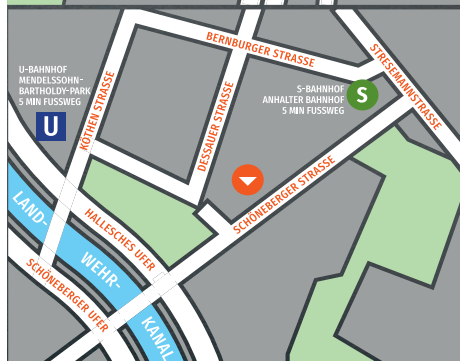 BERNBURGER STRASSE
STRESEMANNSTRASSE
U-BAHNHOF
MENDELSSOHN-
BARTHOLDY-PARK
5 MIN FUSSWEG
U
S-BAHNHOF
ANHALTER BAHNHOF
5 MIN FUSSWEG
S
KÖTHEN STRASSE
DESSAUER STRASSE
SCHÖNEBERGER STRASSE
HALLESCHES UFER
LAND-
WEHR-
KANAL
SCHÖNEBERGER UFER